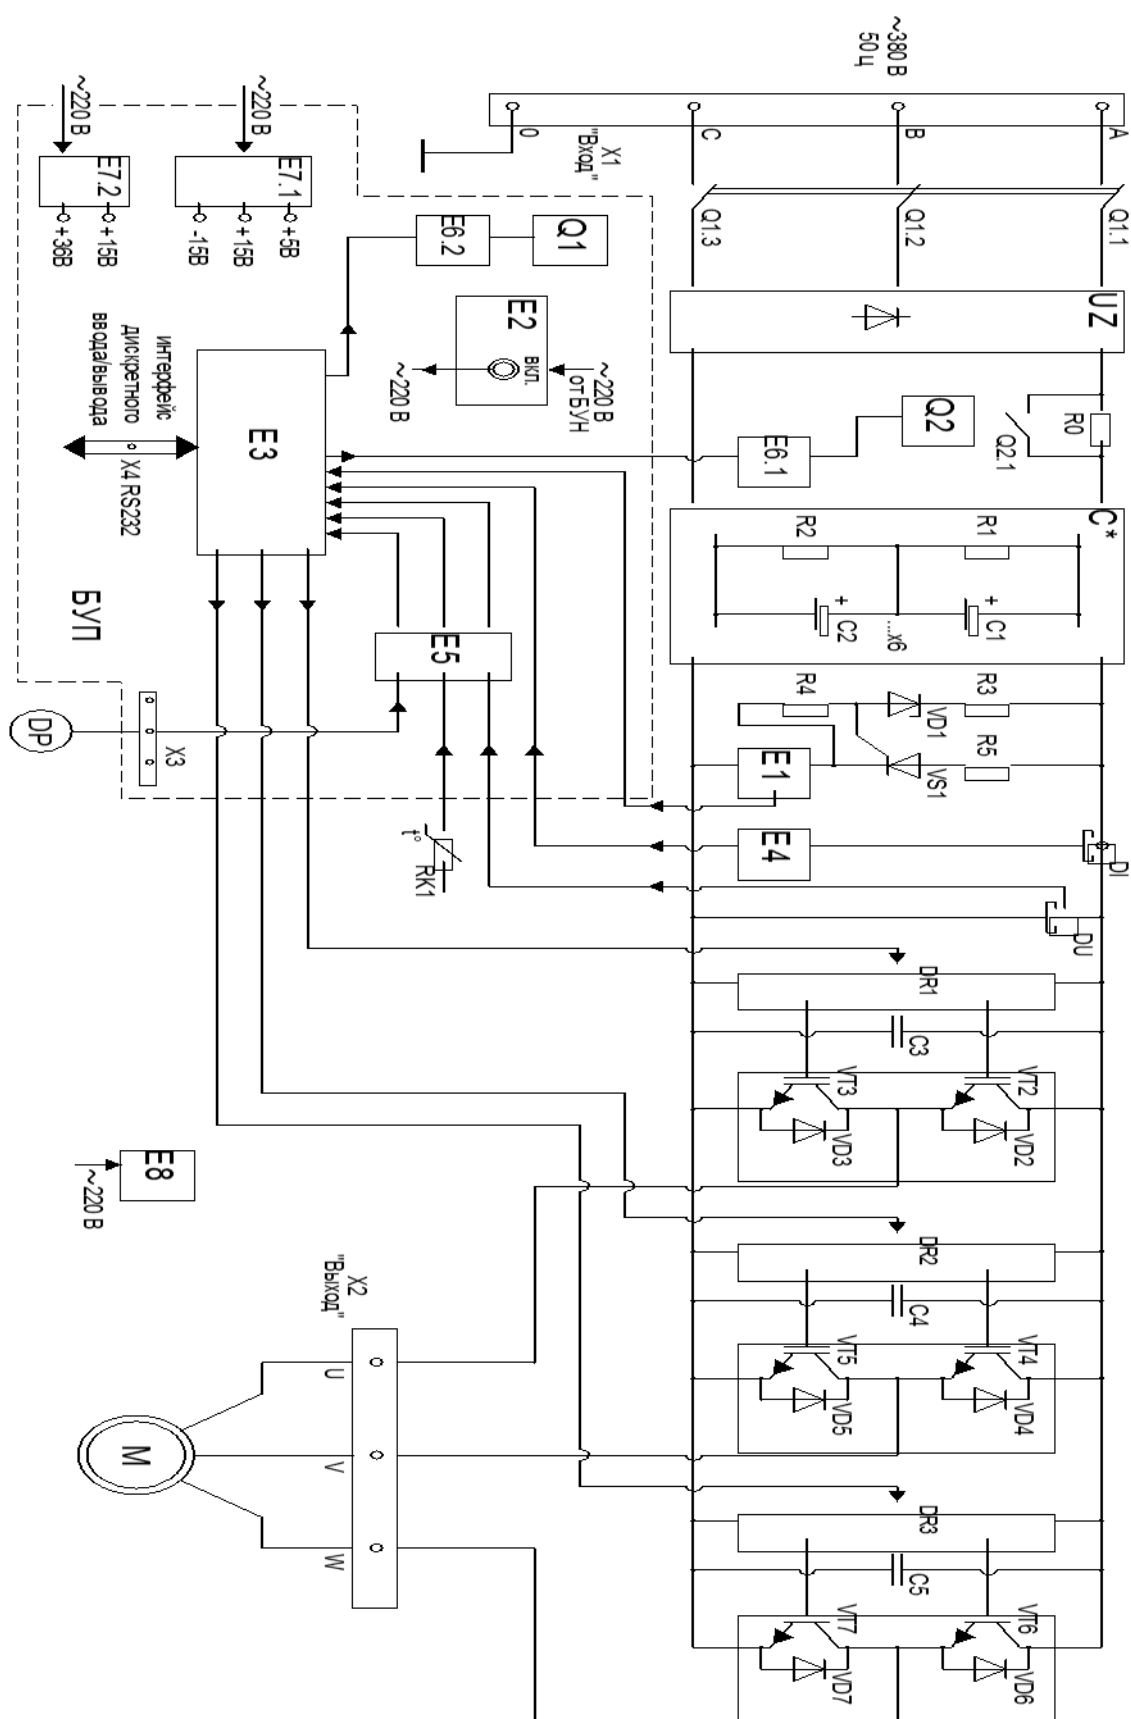 ~380 В
50 Ц
A
B
C
0
X1
"Вход"
Q1.1
Q1.2
Q1.3
UZ
R0
Q2.1
Q2
E6.1
C*
R1
R2
+ C1
+ C2
...x6
R3
VD1
R4
R5
VS1
E1
E4
DI
DU
DR1
C3
VT2
VD2
VT3
VD3
DR2
C4
VT4
VD4
VT5
VD5
DR3
C5
VT6
VD6
VT7
VD7
~220 В
E7.1
+5В
+15В
-15В
~220 В
E7.2
+15В
+36В
Q1
E6.2
E2
ВКЛ.
~220 В
от БУН
~220 В
E3
интерфейс
дискретного
ввода/вывода
X4 RS232
E5
БУП
X3
DP
t°
RK1
E8
~220 В
X2
"Выход"
U
V
W
M